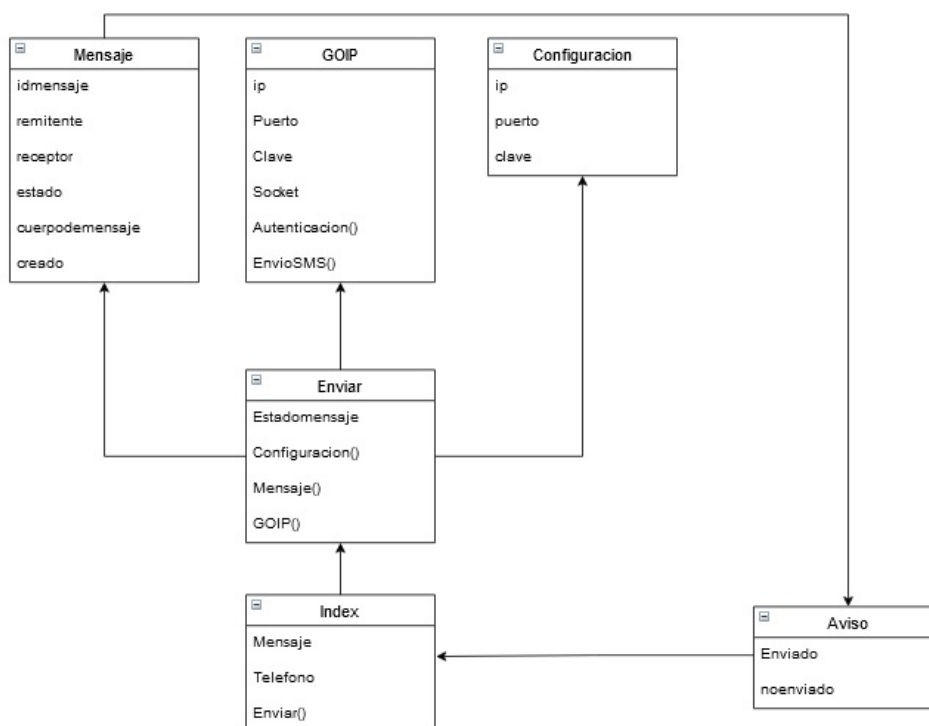 Mensaje
idmensaje
remitente
receptor
estado
cuerpodemensaje
creado
GOIP
ip
Puerto
Clave
Socket
Autenticacion()
EnvioSMS()
Configuracion
ip
puerto
clave
Enviar
Estadomensaje
Configuracion()
Mensaje()
GOIP()
Index
Mensaje
Telefono
Enviar()
Aviso
Enviado
noenviado